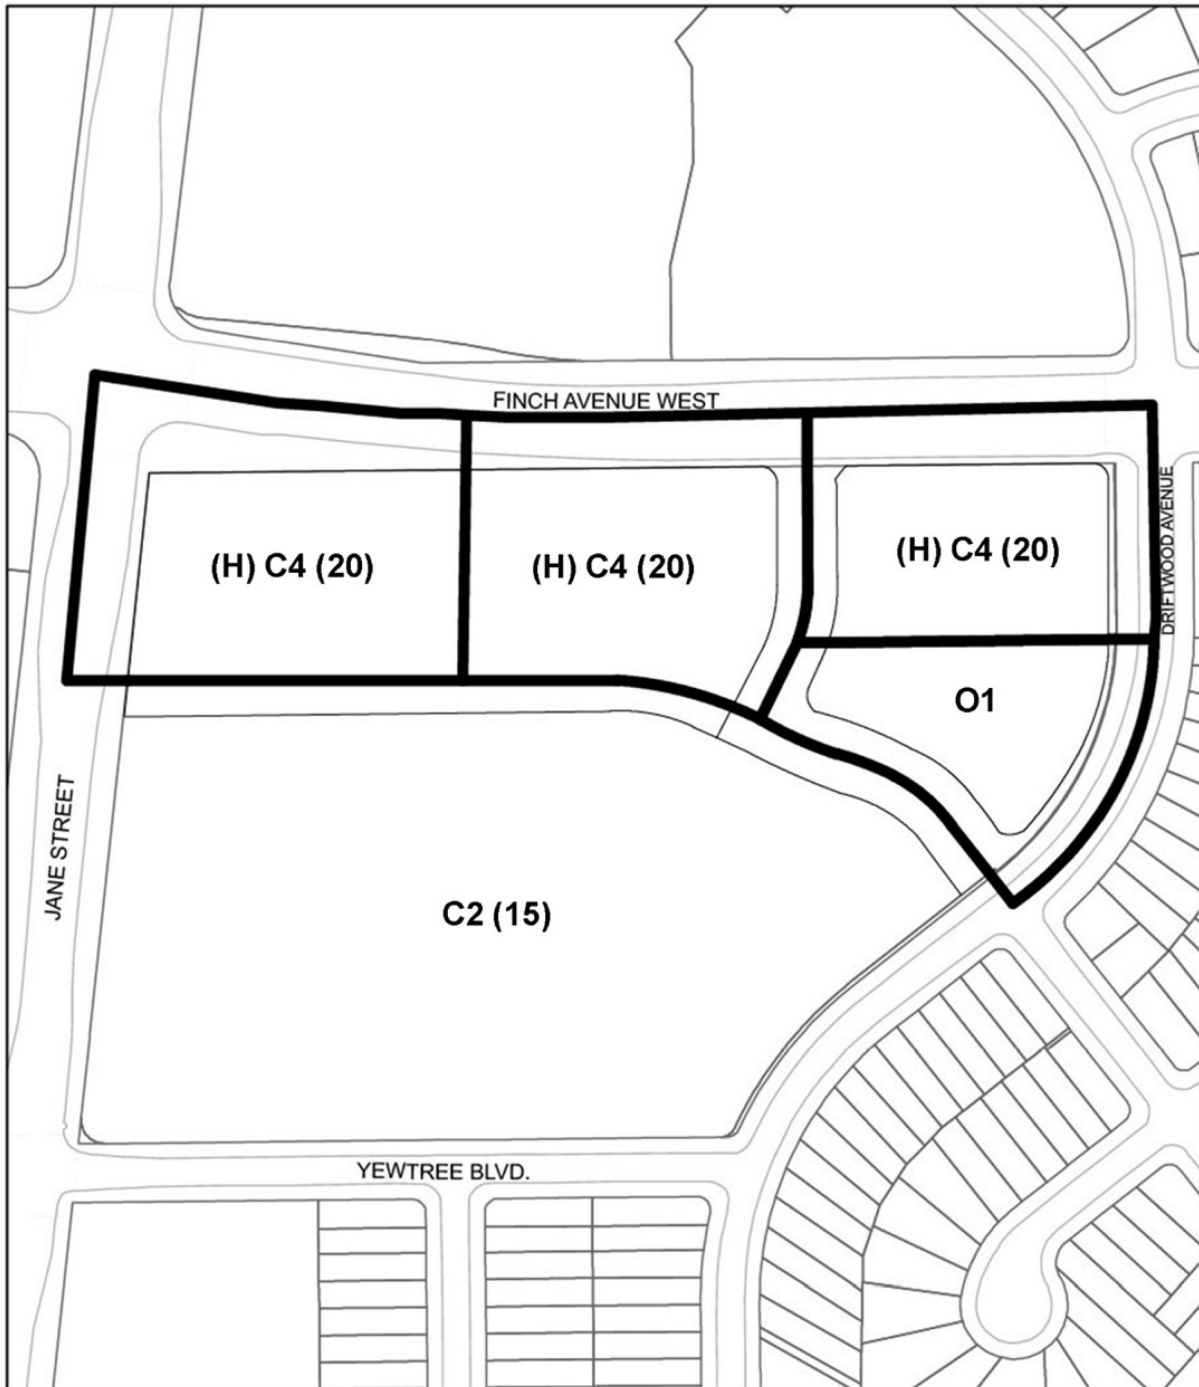 FINCH AVENUE WEST
(H) C4 (20)
(H) C4 (20)
(H) C4 (20)
DRIFTWOOD AVENUE
O1
JANE STREET
C2 (15)
YEWTREE BLVD.